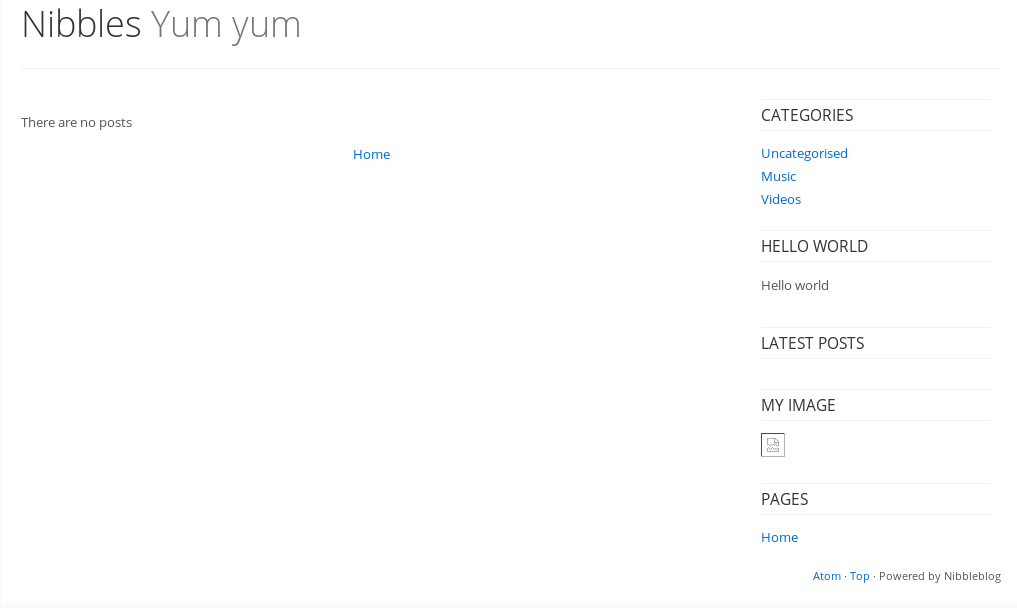 Nibbles Yum yum
There are no posts
Home
CATEGORIES
Uncategorised
Music
Videos
HELLO WORLD
Hello world
LATEST POSTS
MY IMAGE
PAGES
Home
Atom · Top · Powered by Nibbleblog